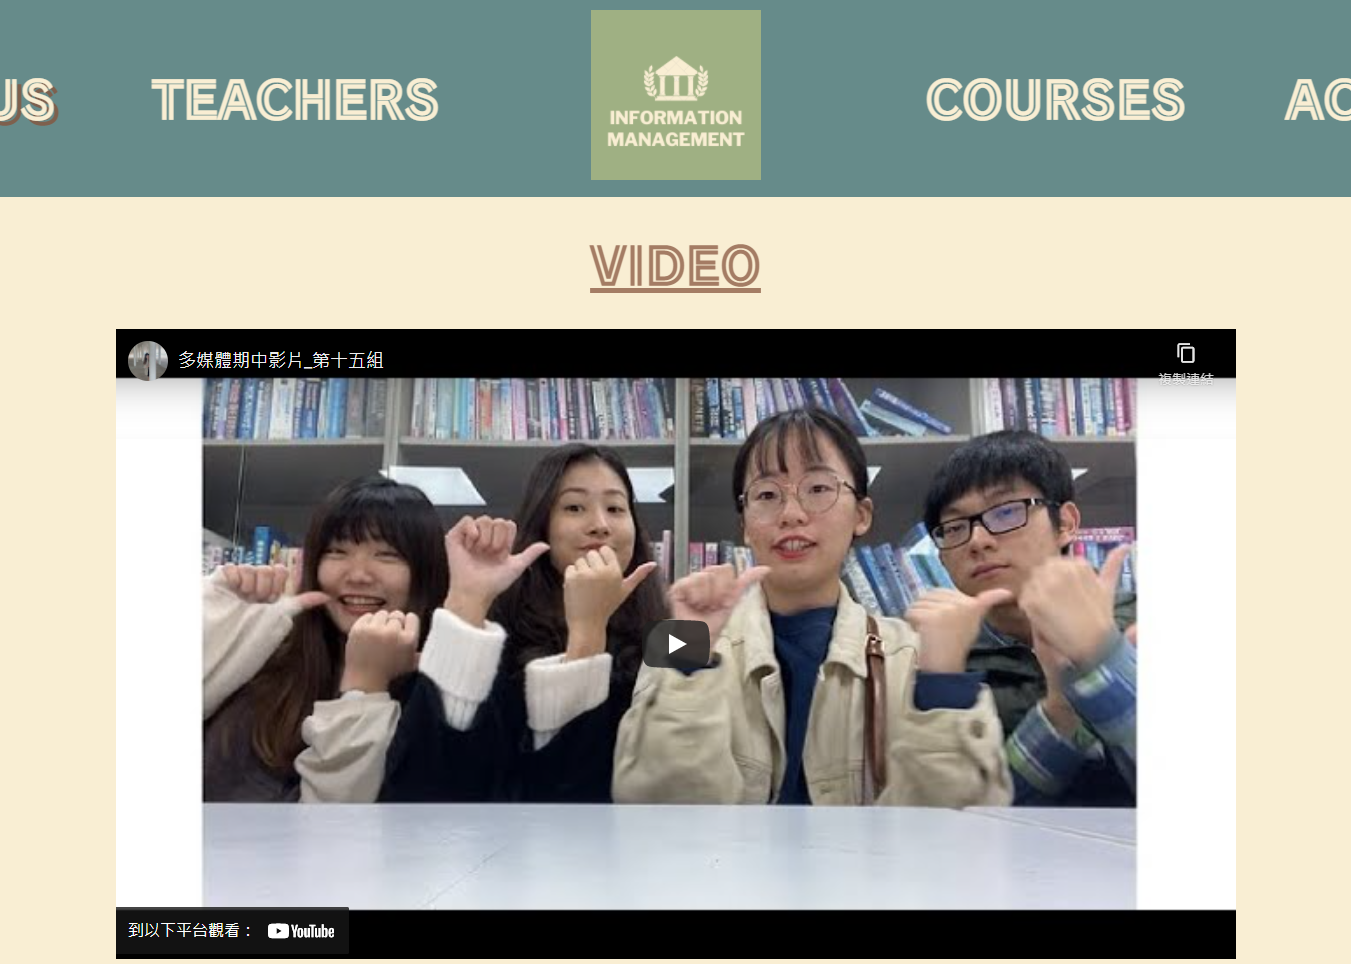 US
TEACHERS
INFORMATION
MANAGEMENT
COURSES
AC
VIDEO
多媒體期中影片_第十五組
複製連結
到以下平台觀看：
YouTube